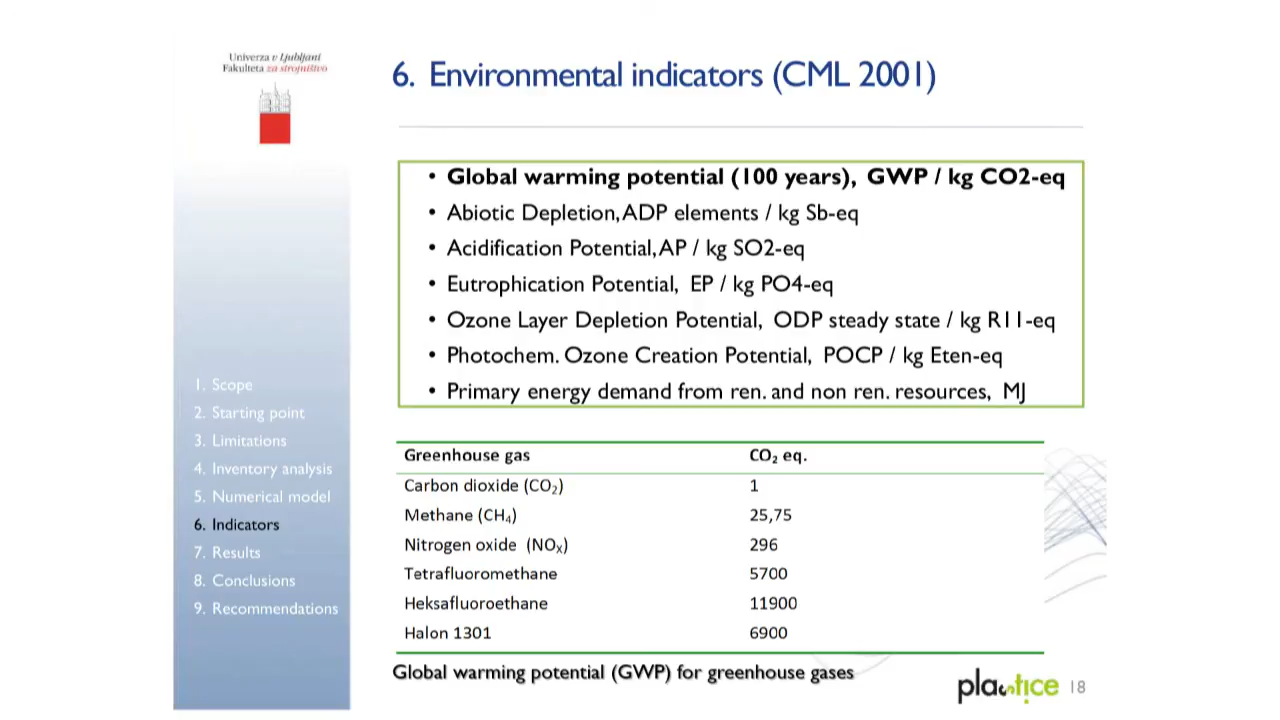 Univerza v Ljubljani
Fakulteta za strojništvo
6. Environmental indicators (CML 2001)
• Global warming potential (100 years), GWP / kg CO2-eq
• Abiotic Depletion, ADP elements / kg Sb-eq
• Acidification Potential, AP / kg SO2-eq
• Eutrophication Potential, EP / kg PO4-eq
• Ozone Layer Depletion Potential, ODP steady state / kg R11-eq
• Photochem. Ozone Creation Potential, POCP / kg Eten-eq
• Primary energy demand from ren. and non ren. resources, MJ
1. Scope
2. Starting point
3. Limitations
4. Inventory analysis
5. Numerical model
6. Indicators
7. Results
8. Conclusions
9. Recommendations
Greenhouse gas CO₂ eq.
Carbon dioxide (CO₂) 1
Methane (CH₄) 25,75
Nitrogen oxide (NOₓ) 296
Tetrafluoromethane 5700
Heksafluoroethane 11900
Halon 1301 6900
Global warming potential (GWP) for greenhouse gases
plastice 18